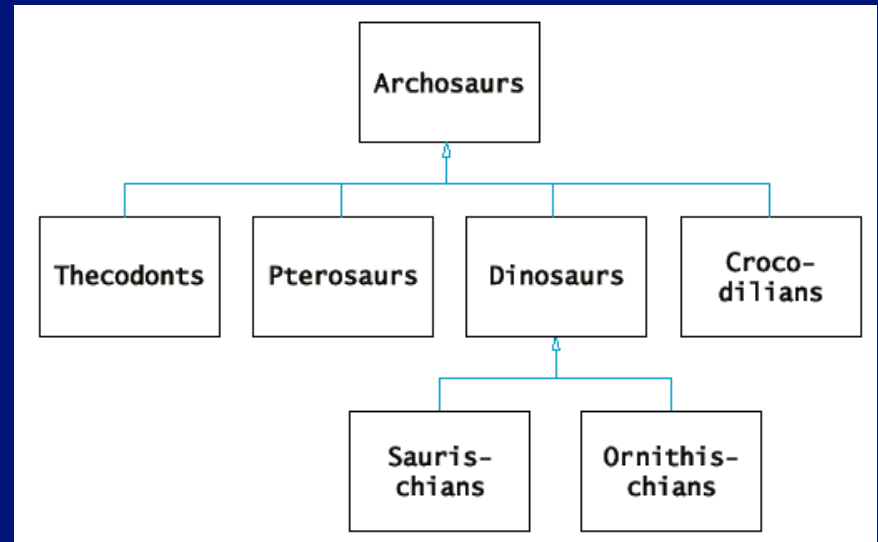 Archosaurs
Thecodonts
Pterosaurs
Dinosaurs
Croco-
dilians
Sauris-
chians
Ornithis-
chians